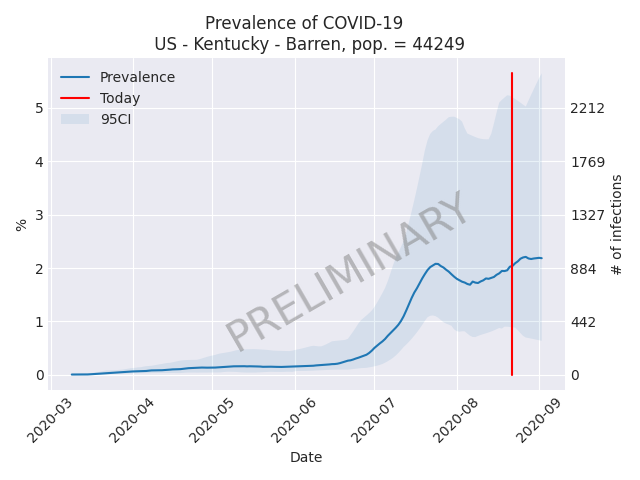 Prevalence of COVID-19
US - Kentucky - Barren, pop. = 44249
Prevalence
Today
95CI
PRELIMINARY
%
5
4
3
2
1
0
2212
1769
1327
884
442
0
# of infections
2020-03
2020-04
2020-05
2020-06
2020-07
2020-08
2020-09
Date